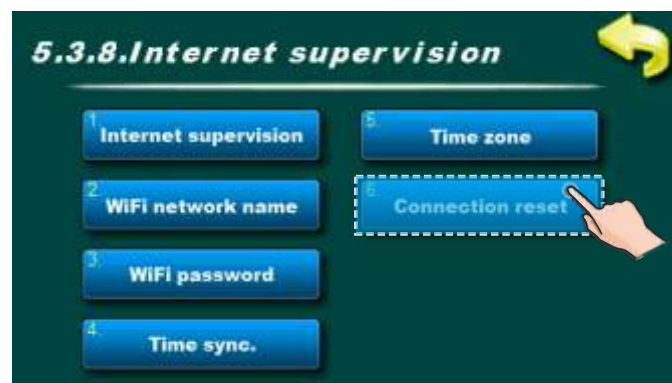 5.3.8.Internet supervision
1. Internet supervision
2. WiFi network name
3. WiFi password
4. Time sync.
5. Time zone
6. Connection reset